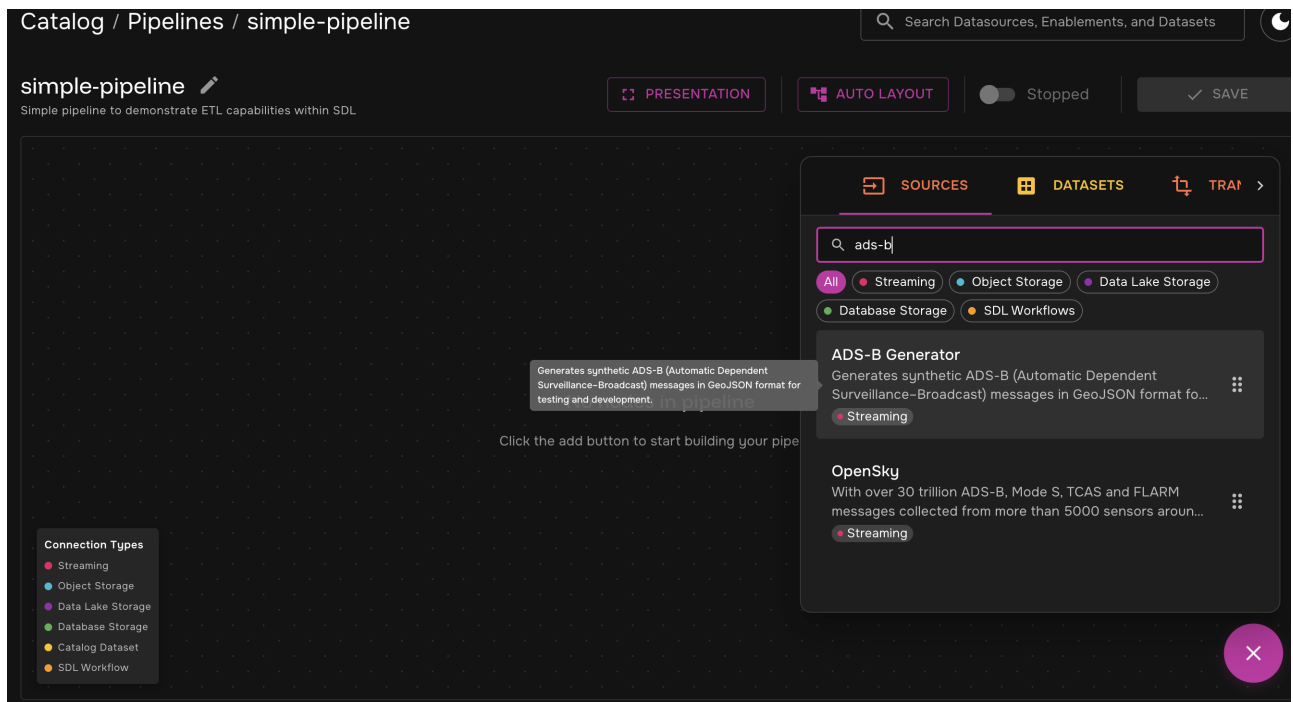 Catalog / Pipelines / simple-pipeline
Search Datasources, Enablements, and Datasets
simple-pipeline
Simple pipeline to demonstrate ETL capabilities within SDL
PRESENTATION
AUTO LAYOUT
Stopped
SAVE
SOURCES
DATASETS
TRAN
ads-b
All
Streaming
Object Storage
Data Lake Storage
Database Storage
SDL Workflows
ADS-B Generator
Generates synthetic ADS-B (Automatic Dependent
Surveillance–Broadcast) messages in GeoJSON format fo...
Streaming
OpenSky
With over 30 trillion ADS-B, Mode S, TCAS and FLARM
messages collected from more than 5000 sensors aroun...
Streaming
Generates synthetic ADS-B (Automatic Dependent
Surveillance–Broadcast) messages in GeoJSON format for
testing and development.
No nodes in pipeline
Click the add button to start building your pipe
Connection Types
Streaming
Object Storage
Data Lake Storage
Database Storage
Catalog Dataset
SDL Workflow